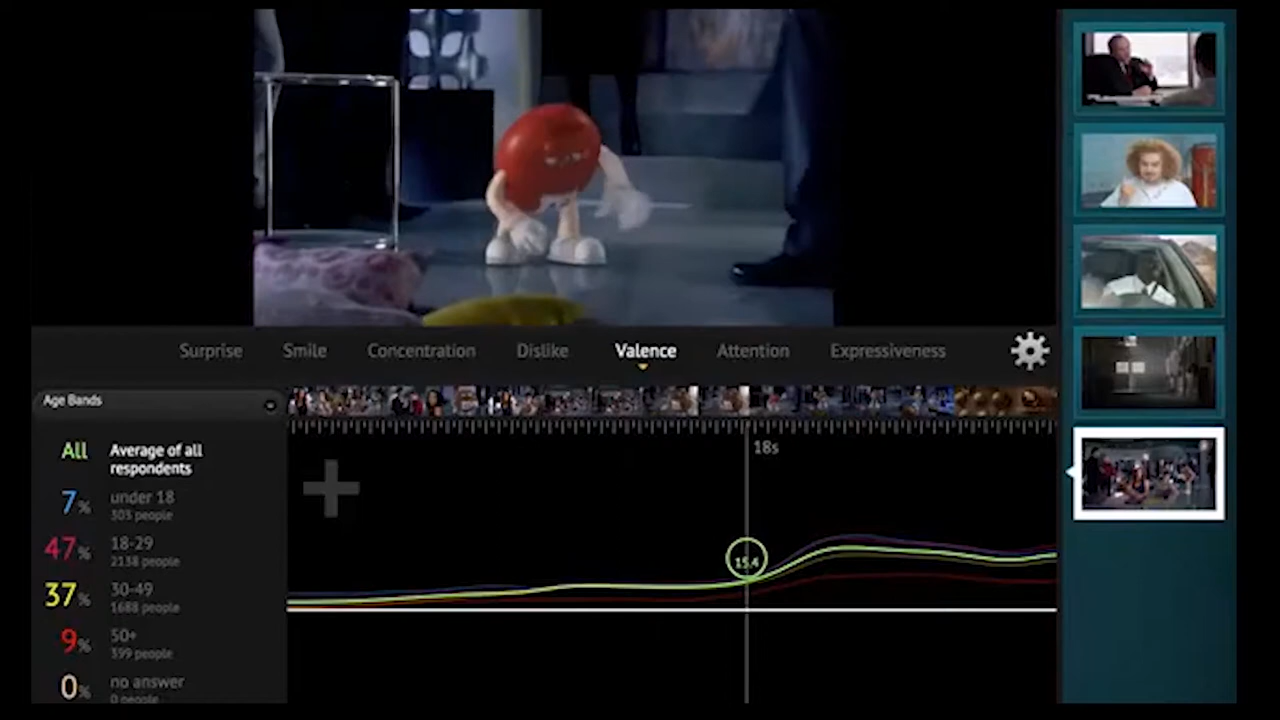 Surprise
Smile
Concentration
Dislike
Valence
Attention
Expressiveness
Age Bands
18s
All
Average of all
respondents
7%
under 18
303 people
47%
18-29
2138 people
15.4
37%
30-49
1688 people
9%
50+
399 people
0%
no answer
0 people